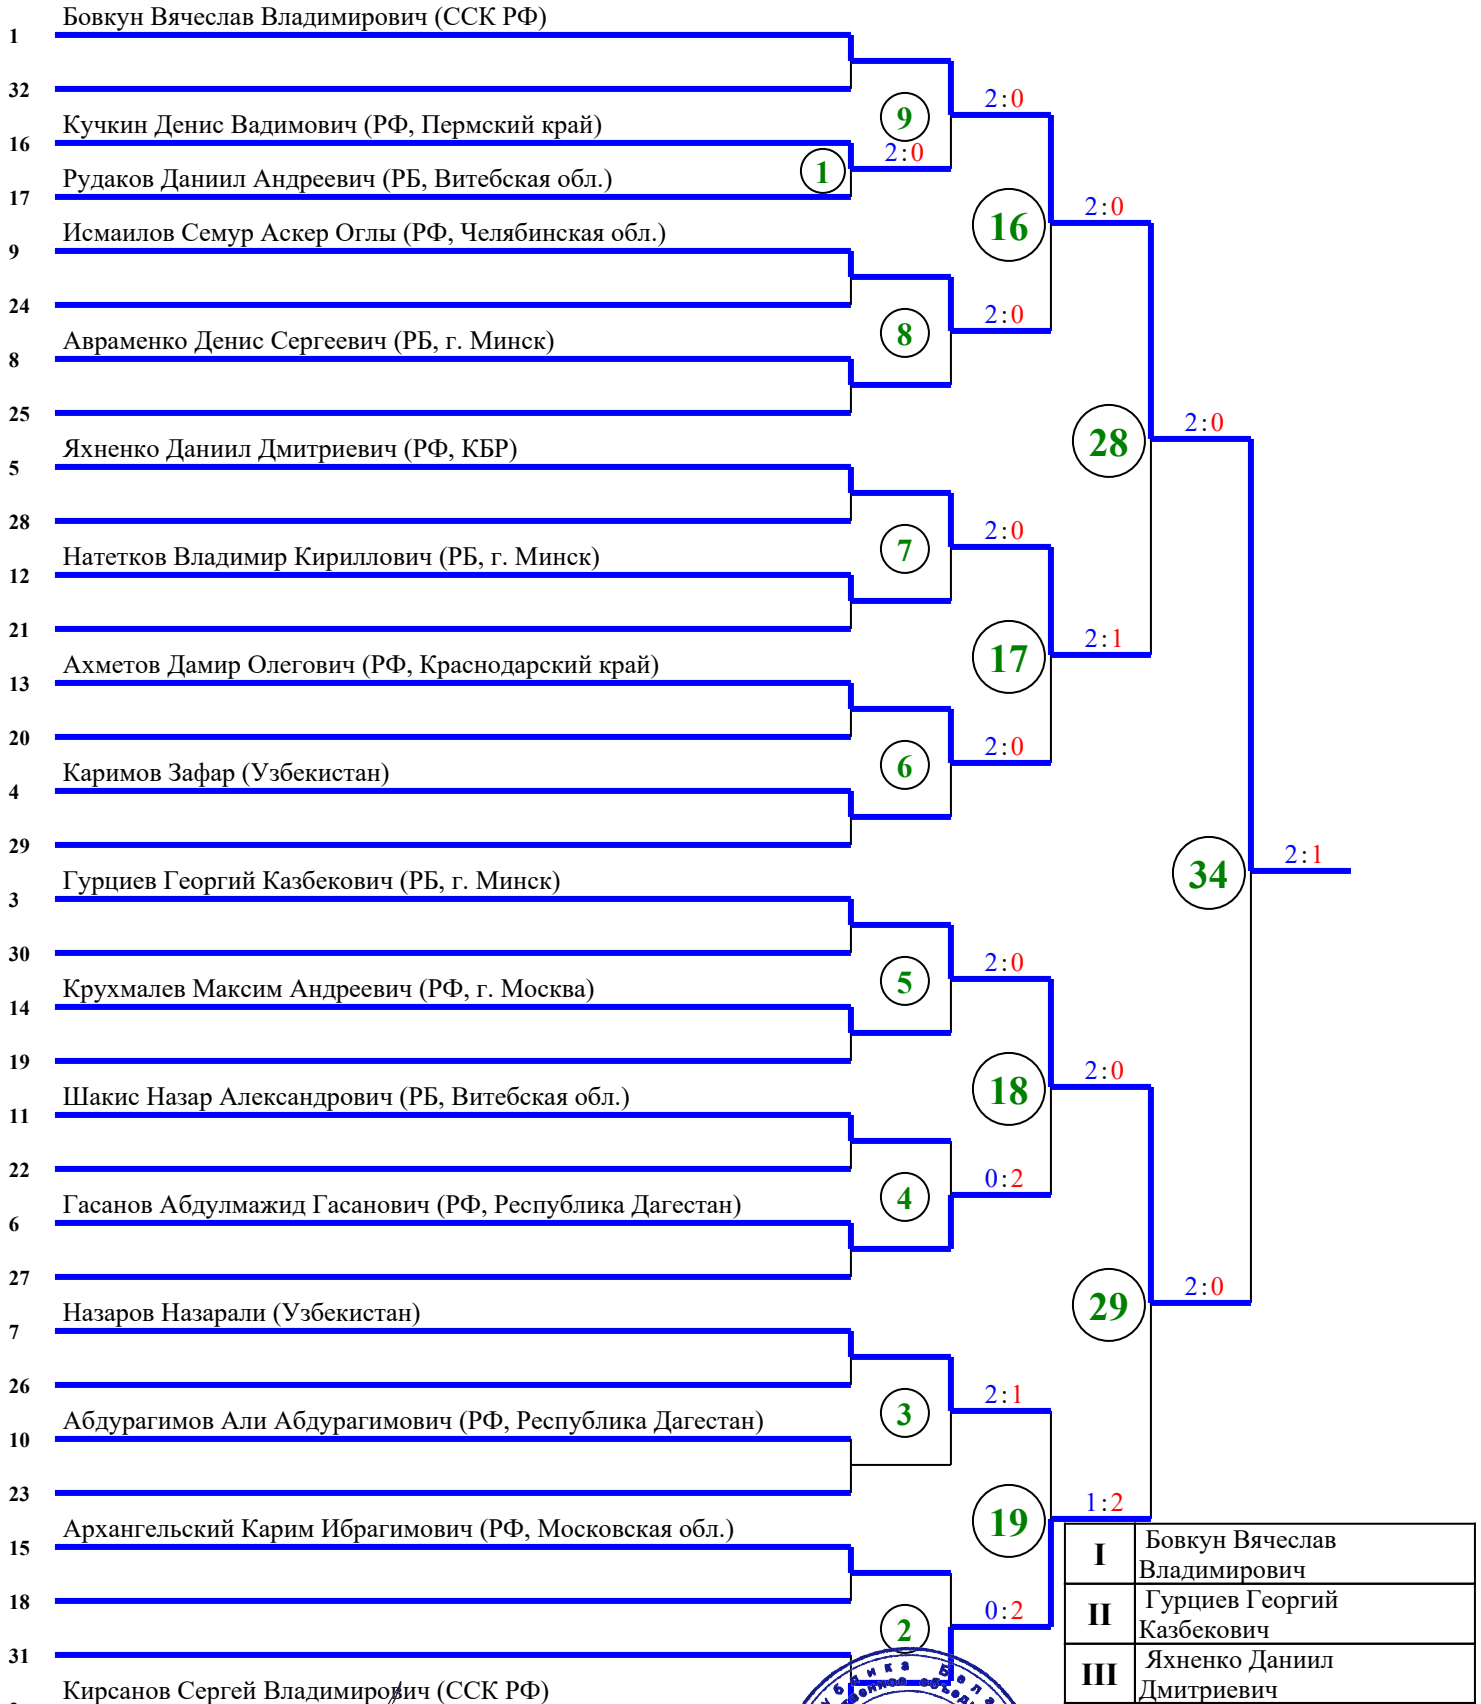 Бовкун Вячеслав Владимирович (ССК РФ)
1
32
9
2:0
Кучкин Денис Вадимович (РФ, Пермский край)
16
2:0
1
Рудаков Даниил Андреевич (РБ, Витебская обл.)
17
16
2:0
Исмаилов Семур Аскер Оглы (РФ, Челябинская обл.)
9
24
8
2:0
Авраменко Денис Сергеевич (РБ, г. Минск)
8
25
28
2:0
Яхненко Даниил Дмитриевич (РФ, КБР)
5
28
7
2:0
Натетков Владимир Кириллович (РБ, г. Минск)
12
21
17
2:1
Ахметов Дамир Олегович (РФ, Краснодарский край)
13
20
6
2:0
Каримов Зафар (Узбекистан)
4
29
34
2:1
Гурциев Георгий Казбекович (РБ, г. Минск)
3
30
5
2:0
Крухмалев Максим Андреевич (РФ, г. Москва)
14
19
18
2:0
Шакис Назар Александрович (РБ, Витебская обл.)
11
22
4
0:2
Гасанов Абдулмажид Гасанович (РФ, Республика Дагестан)
6
27
29
2:0
Назаров Назарали (Узбекистан)
7
26
3
2:1
Абдурагимов Али Абдурагимович (РФ, Республика Дагестан)
10
23
19
1:2
Архангельский Карим Ибрагимович (РФ, Московская обл.)
15
18
2
0:2
31
Кирсанов Сергей Владимирович (ССК РФ)
I
Бовкун Вячеслав
Владимирович
II
Гурциев Георгий
Казбекович
III
Яхненко Даниил
Дмитриевич